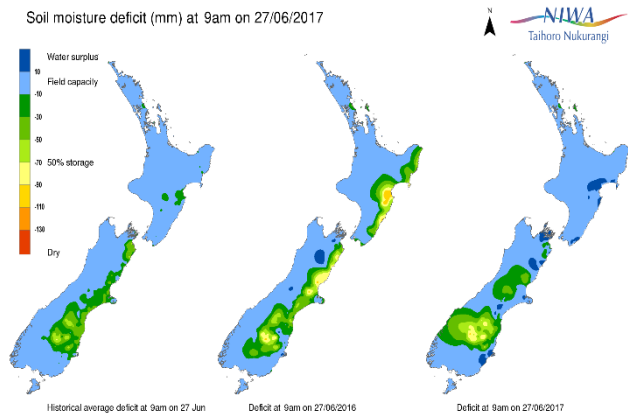 Soil moisture deficit (mm) at 9am on 27/06/2017
N
NIWA
Taihoro Nukurangi
Water surplus
10
Field capacity
-10
-30
-50
50% storage
-70
-90
-110
-130
Dry
Historical average deficit at 9am on 27 Jun
Deficit at 9am on 27/06/2016
Deficit at 9am on 27/06/2017